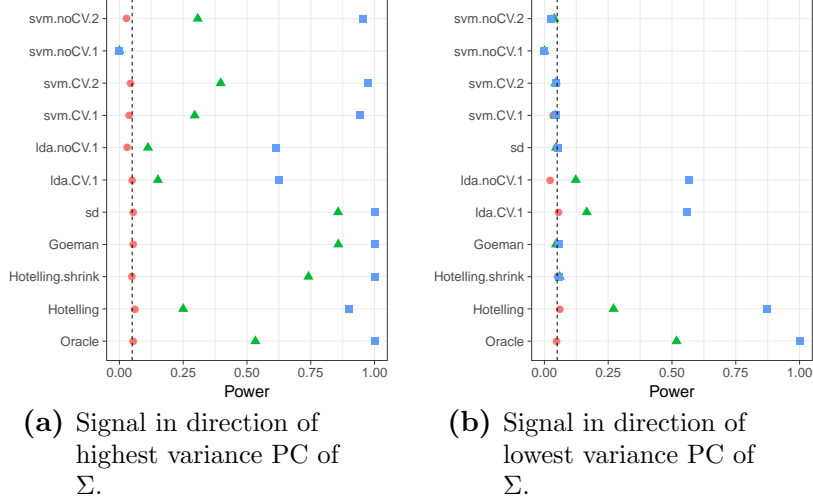 svm.noCV.2
svm.noCV.1
svm.CV.2
svm.CV.1
lda.noCV.1
lda.CV.1
sd
Goeman
Hotelling.shrink
Hotelling
Oracle
0.00 0.25 0.50 0.75 1.00
Power
(a) Signal in direction of
highest variance PC of
Σ.
svm.noCV.2
svm.noCV.1
svm.CV.2
svm.CV.1
sd
lda.noCV.1
lda.CV.1
Goeman
Hotelling.shrink
Hotelling
Oracle
0.00 0.25 0.50 0.75 1.00
Power
(b) Signal in direction of
lowest variance PC of
Σ.